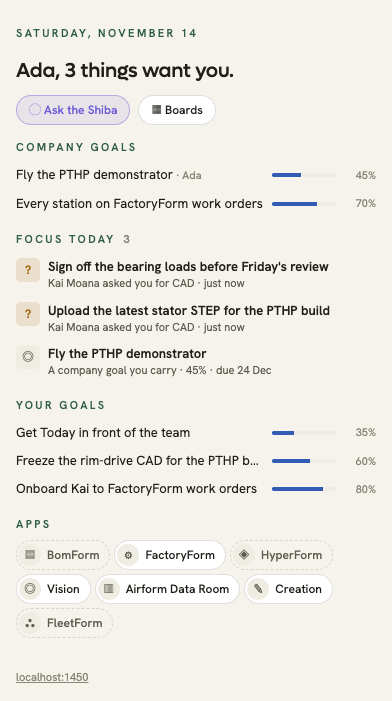 SATURDAY, NOVEMBER 14
Ada, 3 things want you.
Ask the Shiba
Boards
COMPANY GOALS
Fly the PTHP demonstrator · Ada 45%
Every station on FactoryForm work orders 70%
FOCUS TODAY 3
? Sign off the bearing loads before Friday's review
Kai Moana asked you for CAD · just now
? Upload the latest stator STEP for the PTHP build
Kai Moana asked you for CAD · just now
Fly the PTHP demonstrator
A company goal you carry · 45% · due 24 Dec
YOUR GOALS
Get Today in front of the team 35%
Freeze the rim-drive CAD for the PTHP b... 60%
Onboard Kai to FactoryForm work orders 80%
APPS
BomForm FactoryForm HyperForm
Vision Airform Data Room Creation
FleetForm
localhost:1450